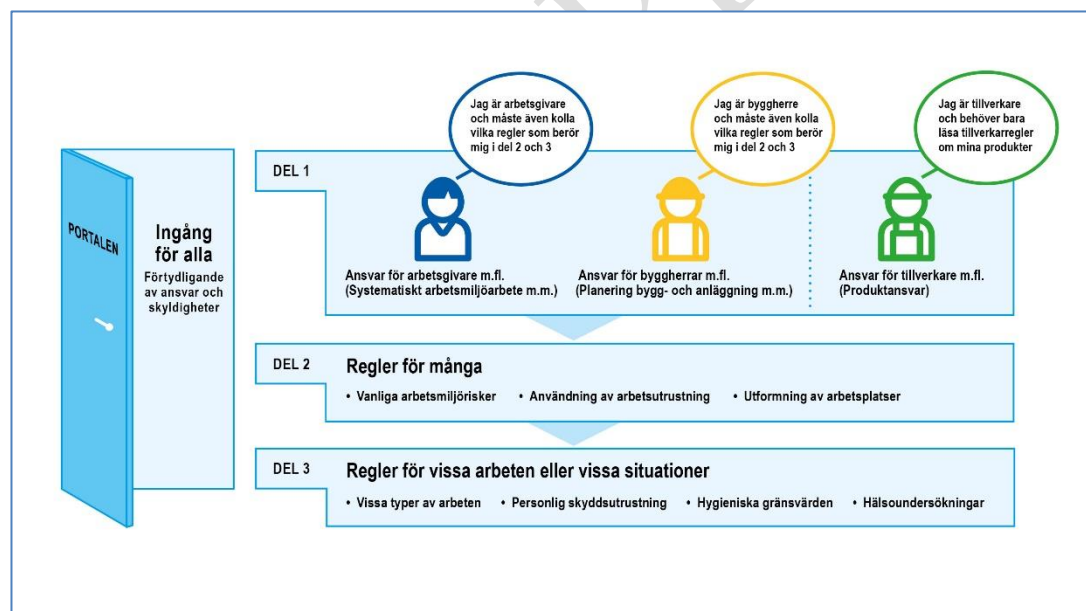 PORTALEN
Ingång
för alla
Förtydligande
av ansvar och
skyldigheter
DEL 1
Jag är arbetsgivare
och måste även kolla
vilka regler som berör
mig i del 2 och 3
Jag är byggherre
och måste även kolla
vilka regler som berör
mig i del 2 och 3
Jag är tillverkare
och behöver bara
läsa tillverkarregler
om mina produkter
Ansvar för arbetsgivare m.fl.
(Systematiskt arbetsmiljöarbete m.m.)
Ansvar för byggherrar m.fl.
(Planering bygg- och anläggning m.m.)
Ansvar för tillverkare m.fl.
(Produktansvar)
DEL 2
Regler för många
• Vanliga arbetsmiljörisker • Användning av arbetsutrustning • Utformning av arbetsplatser
DEL 3
Regler för vissa arbeten eller vissa situationer
• Vissa typer av arbeten • Personlig skyddsutrustning • Hygieniska gränsvärden • Hälsoundersökningar